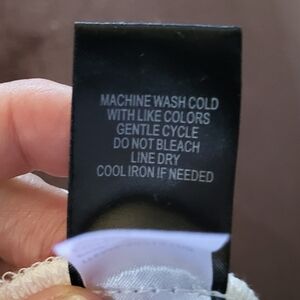 MACHINE WASH COLD
WITH LIKE COLORS
GENTLE CYCLE
DO NOT BLEACH
LINE DRY
COOL IRON IF NEEDED